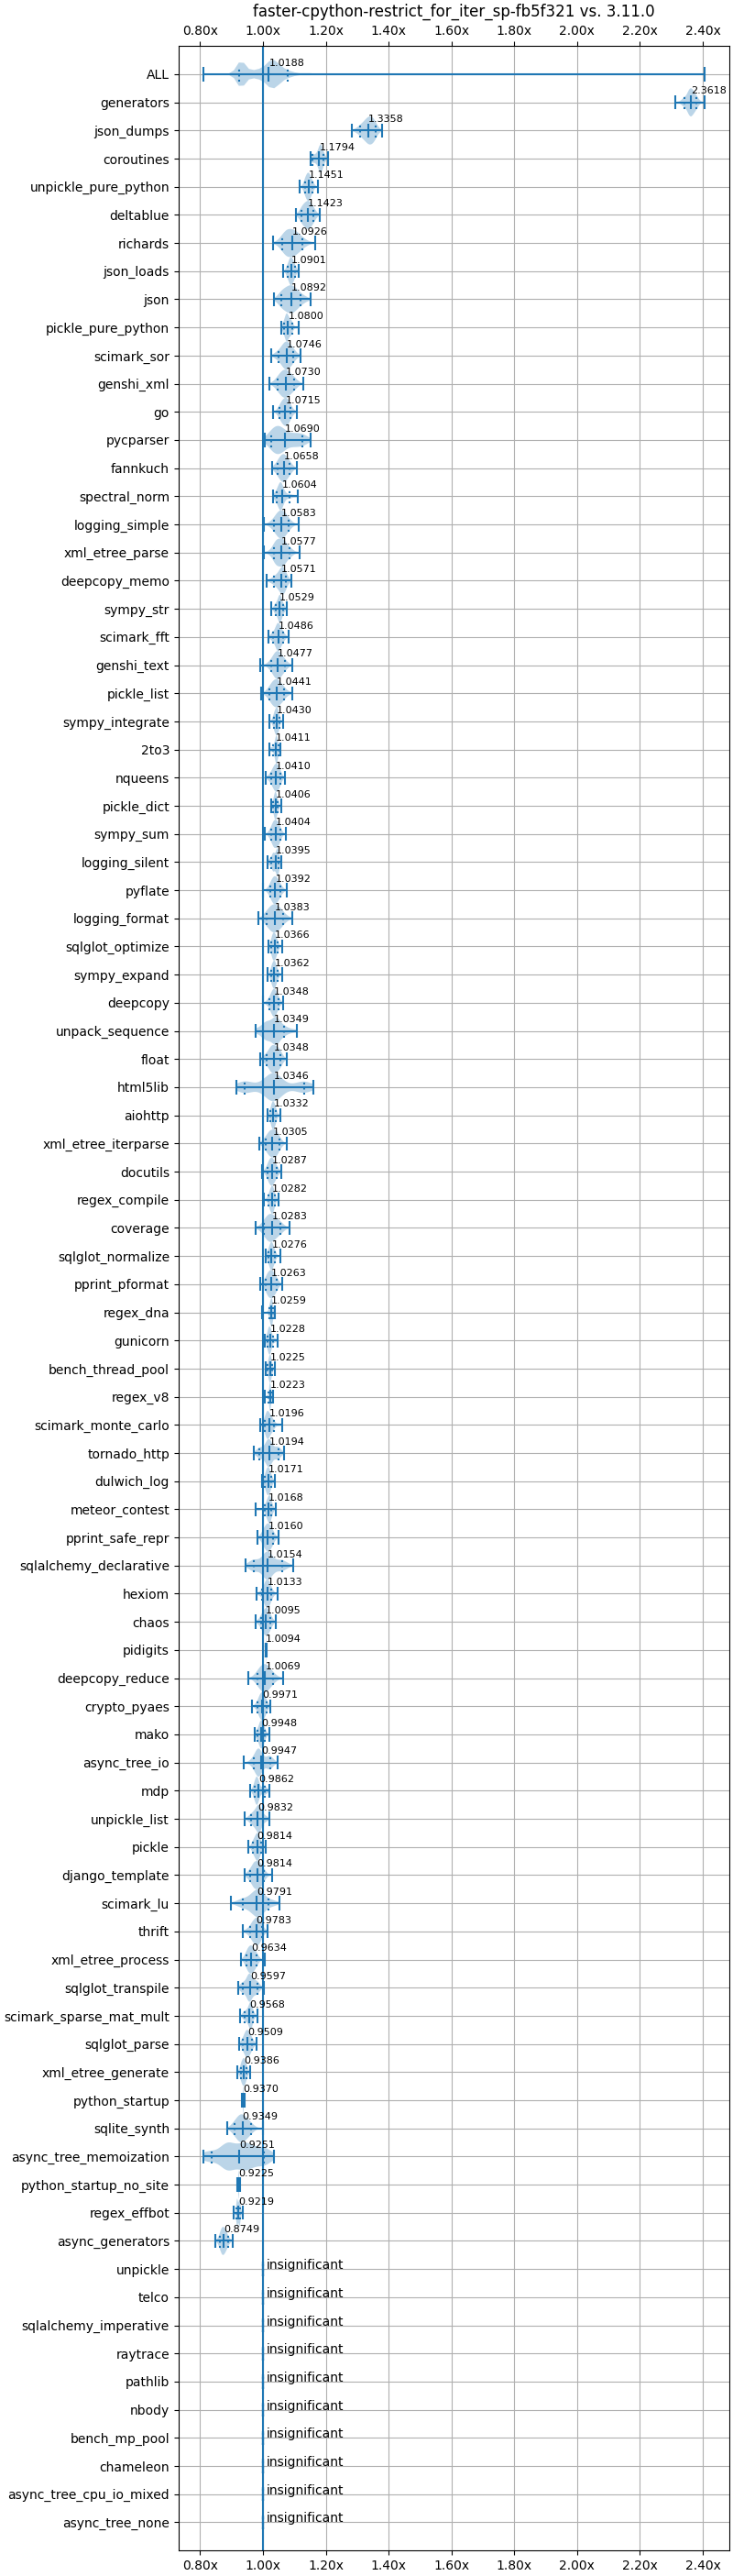 faster-cpython-restrict_for_iter_sp-fb5f321 vs. 3.11.0
0.80x 1.00x 1.20x 1.40x 1.60x 1.80x 2.00x 2.20x 2.40x
ALL 1.0188
generators 2.3618
json_dumps 1.3358
coroutines 1.1794
unpickle_pure_python 1.1451
deltablue 1.1423
richards 1.0926
json_loads 1.0901
json 1.0892
pickle_pure_python 1.0800
scimark_sor 1.0746
genshi_xml 1.0730
go 1.0715
pycparser 1.0690
fannkuch 1.0658
spectral_norm 1.0604
logging_simple 1.0583
xml_etree_parse 1.0577
deepcopy_memo 1.0571
sympy_str 1.0529
scimark_fft 1.0486
genshi_text 1.0477
pickle_list 1.0441
sympy_integrate 1.0430
2to3 1.0411
nqueens 1.0410
pickle_dict 1.0406
sympy_sum 1.0404
logging_silent 1.0395
pyflate 1.0392
logging_format 1.0383
sqlglot_optimize 1.0366
sympy_expand 1.0362
deepcopy 1.0348
unpack_sequence 1.0349
float 1.0348
html5lib 1.0346
aiohttp 1.0332
xml_etree_iterparse 1.0305
docutils 1.0287
regex_compile 1.0282
coverage 1.0283
sqlglot_normalize 1.0276
pprint_pformat 1.0263
regex_dna 1.0259
gunicorn 1.0228
bench_thread_pool 1.0225
regex_v8 1.0223
scimark_monte_carlo 1.0196
tornado_http 1.0194
dulwich_log 1.0171
meteor_contest 1.0168
pprint_safe_repr 1.0160
sqlalchemy_declarative 1.0154
hexiom 1.0133
chaos 1.0095
pidigits 1.0094
deepcopy_reduce 1.0069
crypto_pyaes 0.9971
mako 0.9948
async_tree_io 0.9947
mdp 0.9862
unpickle_list 0.9832
pickle 0.9814
django_template 0.9814
scimark_lu 0.9791
thrift 0.9783
xml_etree_process 0.9634
sqlglot_transpile 0.9597
scimark_sparse_mat_mult 0.9568
sqlglot_parse 0.9509
xml_etree_generate 0.9386
python_startup 0.9370
sqlite_synth 0.9349
async_tree_memoization 0.9251
python_startup_no_site 0.9225
regex_effbot 0.9219
async_generators 0.8749
unpickle insignificant
telco insignificant
sqlalchemy_imperative insignificant
raytrace insignificant
pathlib insignificant
nbody insignificant
bench_mp_pool insignificant
chameleon insignificant
async_tree_cpu_io_mixed insignificant
async_tree_none insignificant
0.80x 1.00x 1.20x 1.40x 1.60x 1.80x 2.00x 2.20x 2.40x